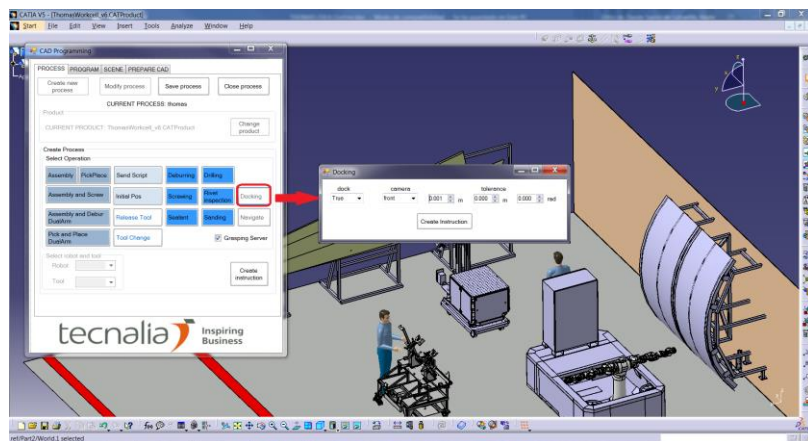 CATIA V5 - [ThomasWorkcell_v6.CATProduct]
Start File Edit View Insert Tools Analyze Window Help
CAD Programming
PROCESS PROGRAM SCENE PREPARE CAD
Create new process
Modify process
Save process
Close process
CURRENT PROCESS: thomas
Product
CURRENT PRODUCT: ThomasWorkcell_v6.CATProduct
Change product
Create Process
Select Operation
Assembly PickPlace Send Script Deburring Drilling
Assembly and Screw Initial Pos Screwing Rivet Inspection Docking
Assembly and Debur DualArm Release Tool Sealant Sanding Navigate
Pick and Place DualArm Tool Change Grasping Server
Select robot and tool
Robot
Tool
Create instruction
tecnalia Inspiring Business
Docking
dock camera tolerance
True front 0.001 m 0.000 m 0.000 rad
Create Instruction
ref/Part2/World.1 selected